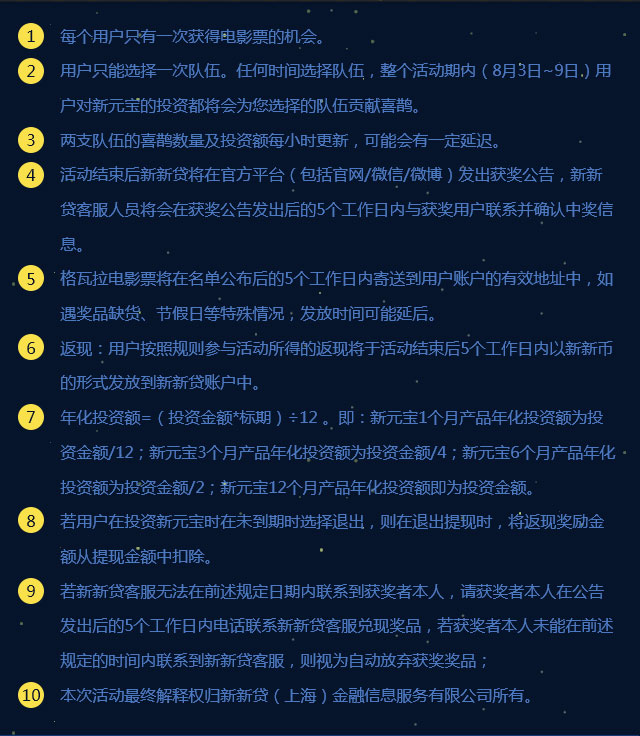 1 每个用户只有一次获得电影票的机会。
2 用户只能选择一次队伍。任何时间选择队伍，整个活动期内（8月3日~9日）用
户对新元宝的投资都将会为您选择的队伍贡献喜鹊。
3 两支队伍的喜鹊数量及投资额每小时更新，可能会有一定延迟。
4 活动结束后新新贷将在官方平台（包括官网/微信/微博）发出获奖公告，新新
贷客服人员将会在获奖公告发出后的5个工作日内与获奖用户联系并确认中奖信
息。
5 格瓦拉电影票将在名单公布后的5个工作日内寄送到用户账户的有效地址中，如
遇奖品缺货、节假日等特殊情况；发放时间可能延后。
6 返现：用户按照规则参与活动所得的返现将于活动结束后5个工作日内以新新币
的形式发放到新新贷账户中。
7 年化投资额=（投资金额*标期）÷12 。即：新元宝1个月产品年化投资额为投
资金额/12；新元宝3个月产品年化投资额为投资金额/4；新元宝6个月产品年化
投资额为投资金额/2；新元宝12个月产品年化投资额即为投资金额。
8 若用户在投资新元宝时在未到期时选择退出，则在退出提现时，将返现奖励金
额从提现金额中扣除。
9 若新新贷客服无法在前述规定日期内联系到获奖者本人，请获奖者本人在公告
发出后的5个工作日内电话联系新新贷客服兑现奖品，若获奖者本人未能在前述
规定的时间内联系到新新贷客服，则视为自动放弃获奖奖品；
10 本次活动最终解释权归新新贷（上海）金融信息服务有限公司所有。